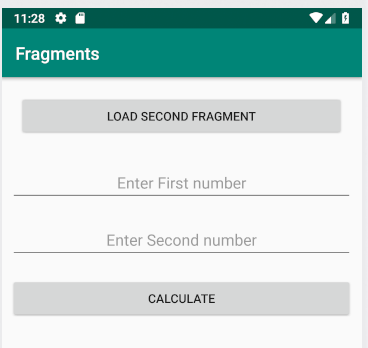 11:28
Fragments
LOAD SECOND FRAGMENT
Enter First number
Enter Second number
CALCULATE